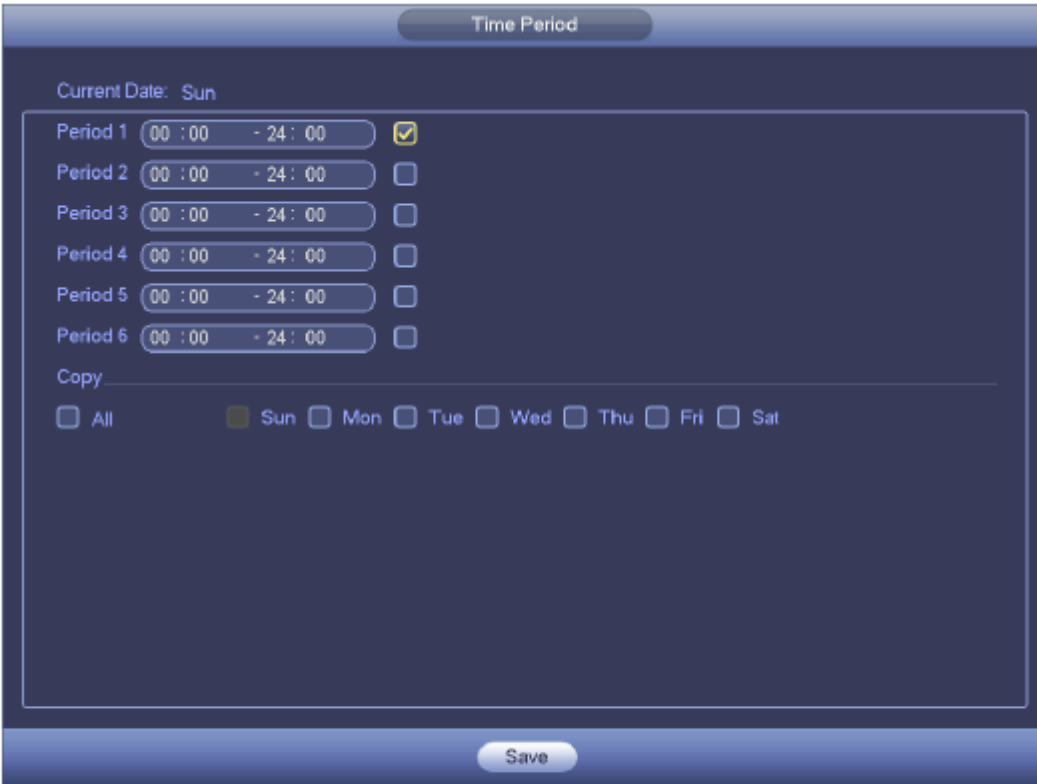 Time Period
Current Date: Sun
Period 1 00 :00 - 24 : 00
Period 2 00 :00 - 24 : 00
Period 3 00 :00 - 24 : 00
Period 4 00 :00 - 24 : 00
Period 5 00 :00 - 24 : 00
Period 6 00 :00 - 24 : 00
Copy
All Sun Mon Tue Wed Thu Fri Sat
Save